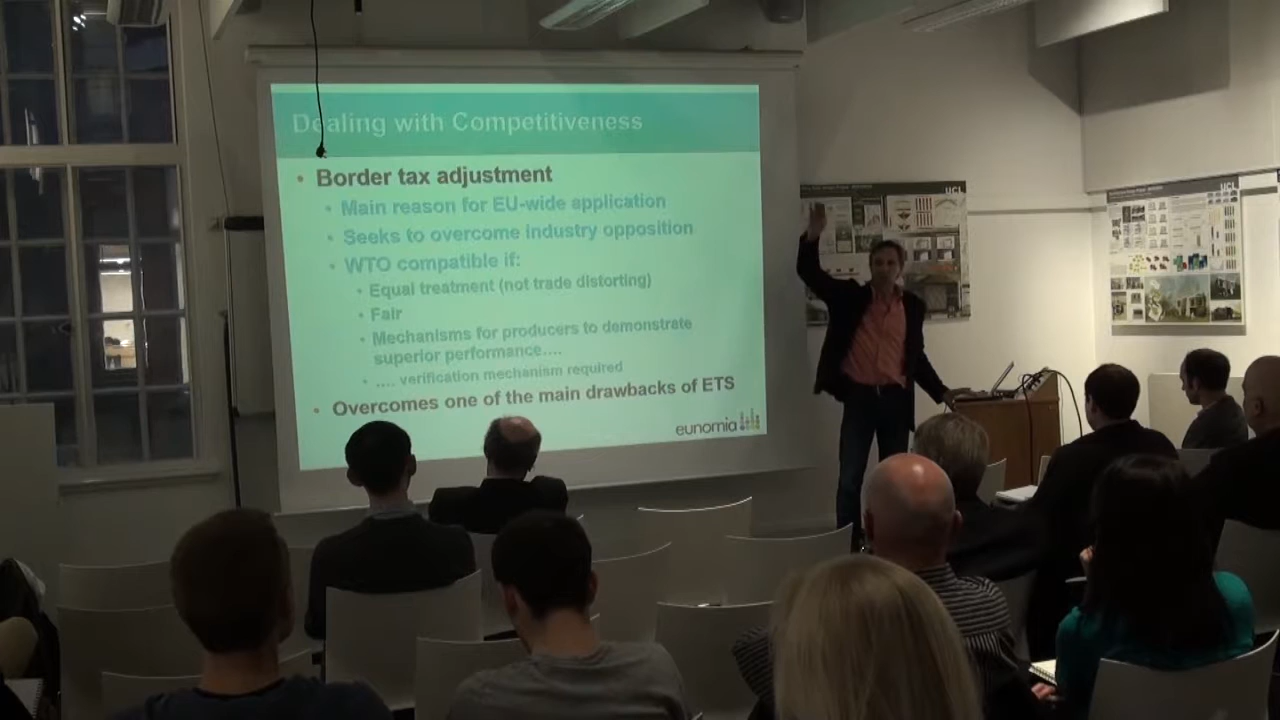 Dealing with Competitiveness
• Border tax adjustment
• Main reason for EU-wide application
• Seeks to overcome industry opposition
• WTO compatible if:
• Equal treatment (not trade distorting)
• Fair
• Mechanisms for producers to demonstrate
superior performance….
• …. verification mechanism required
• Overcomes one of the main drawbacks of ETS
eunomia
UCL
UCL